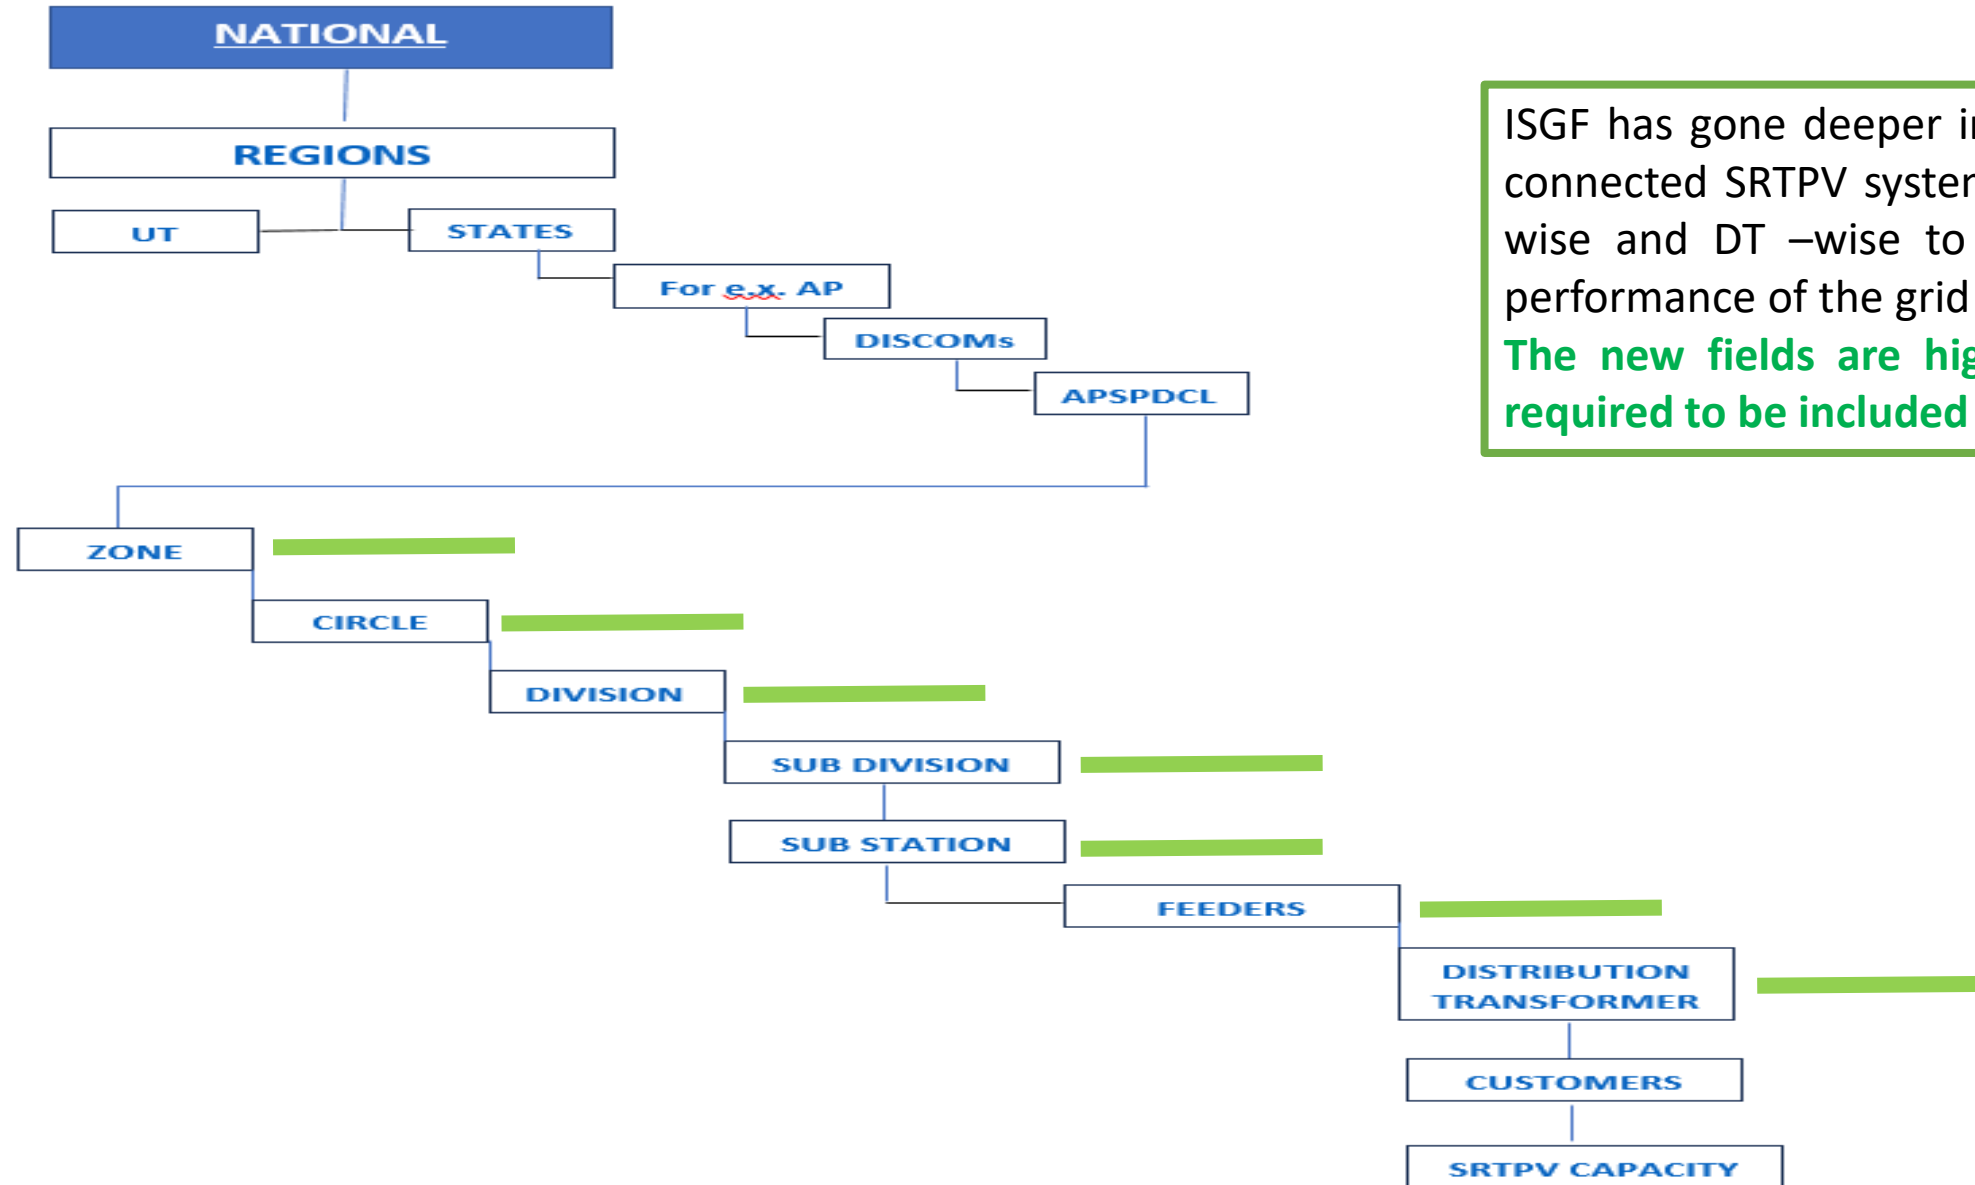 NATIONAL
REGIONS
UT
STATES
For e.x. AP
DISCOMs
APSPDCL
ISGF has gone deeper
connected SRTPV
wise and DT –wise to
performance of the grid
The new fields are
required to be included
ZONE
CIRCLE
DIVISION
SUB DIVISION
SUB STATION
FEEDERS
DISTRIBUTION
TRANSFORMER
CUSTOMERS
SRTPV CAPACITY